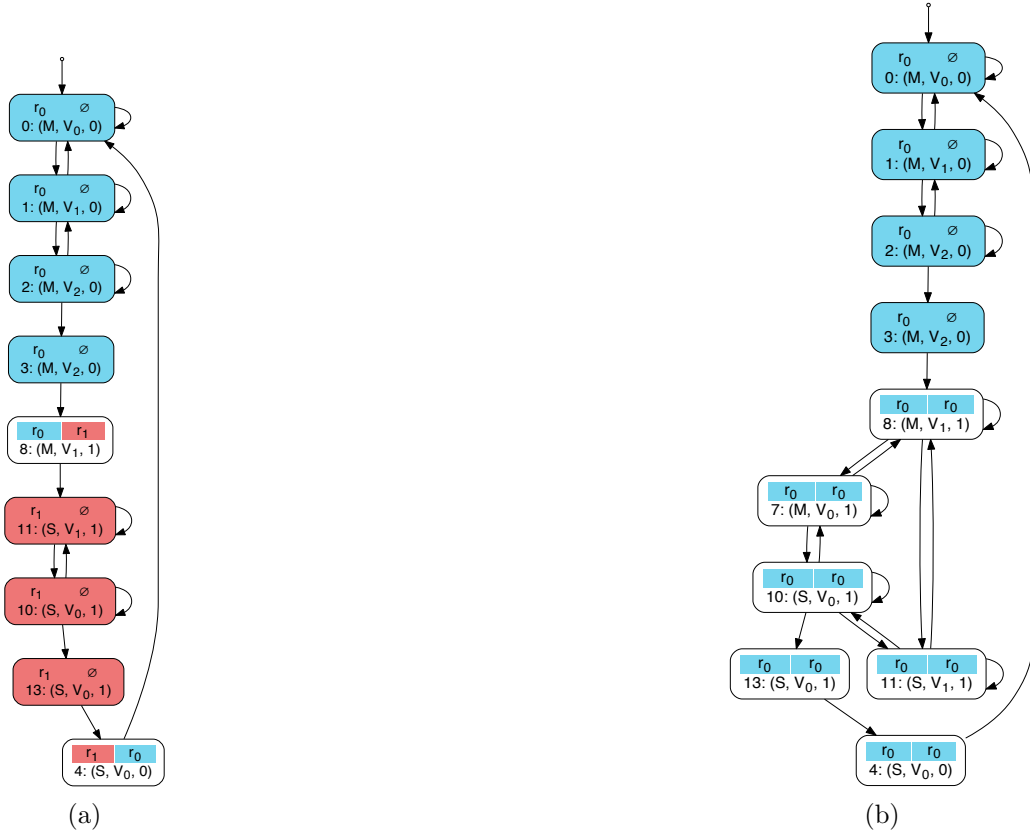 r₀ ∅
0: (M, V₀, 0)
r₀ ∅
1: (M, V₁, 0)
r₀ ∅
2: (M, V₂, 0)
r₀ ∅
3: (M, V₂, 0)
r₀ r₁
8: (M, V₁, 1)
r₁ ∅
11: (S, V₁, 1)
r₁ ∅
10: (S, V₀, 1)
r₁ ∅
13: (S, V₀, 1)
r₁ r₀
4: (S, V₀, 0)
(a)
r₀ ∅
0: (M, V₀, 0)
r₀ ∅
1: (M, V₁, 0)
r₀ ∅
2: (M, V₂, 0)
r₀ ∅
3: (M, V₂, 0)
r₀ r₀
8: (M, V₁, 1)
r₀ r₀
7: (M, V₀, 1)
r₀ r₀
10: (S, V₀, 1)
r₀ r₀
13: (S, V₀, 1)
r₀ r₀
11: (S, V₁, 1)
r₀ r₀
4: (S, V₀, 0)
(b)